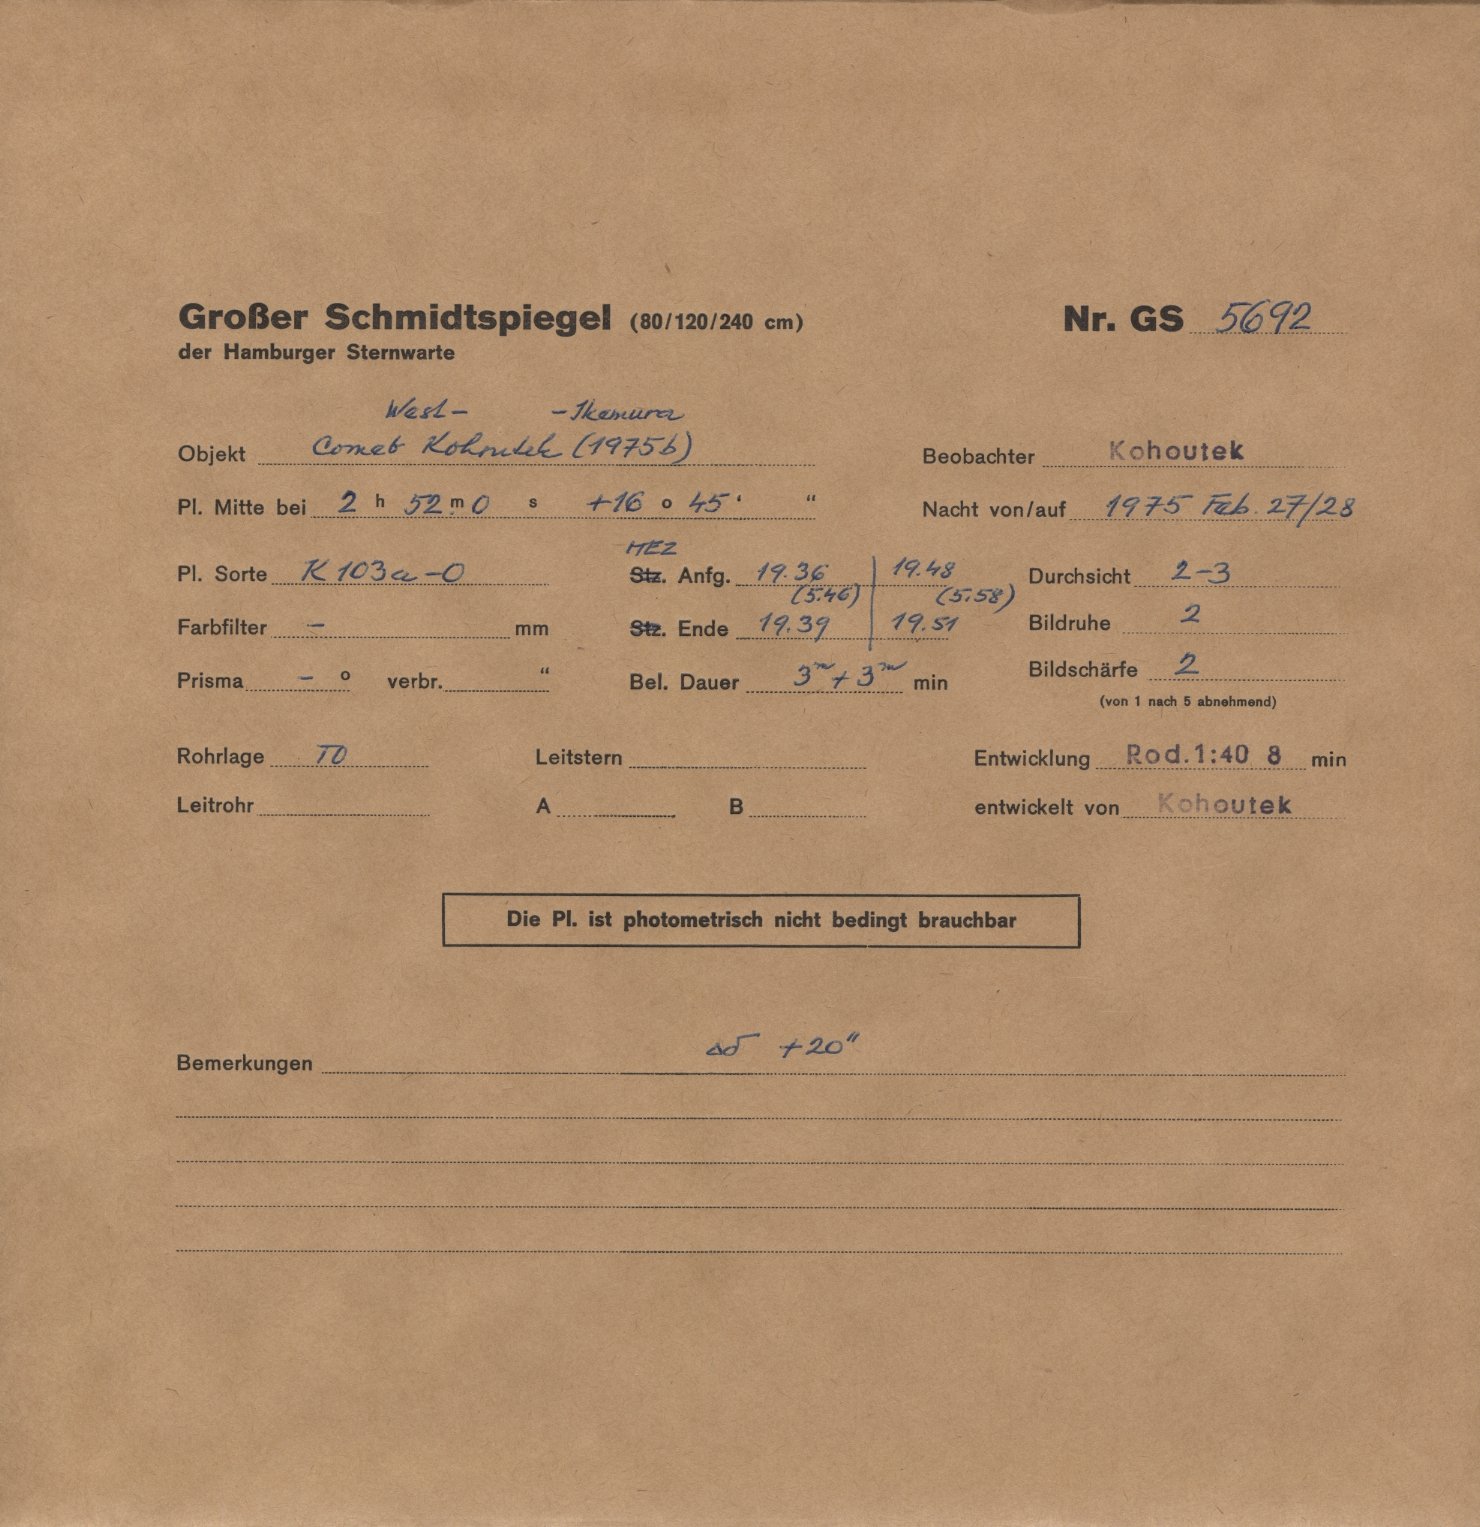 Großer Schmidtspiegel (80/120/240 cm) Nr. GS 5692
der Hamburger Sternwarte
West- -Ikemura
Objekt Comet Kohoutek (1975b) Beobachter Kohoutek
Pl. Mitte bei 2 h 52 m 0 s +16 o 45 ‘ “ Nacht von/auf 1975 Feb. 27/28
MEZ
Pl. Sorte K 103a-O Stz. Anfg. 19.36 | 19.48 Durchsicht 2-3
(5.46) (5.58)
Farbfilter - mm Stz. Ende 19.39 | 19.51 Bildruhe 2
Prisma - o verbr. “ Bel. Dauer 3m + 3m min Bildschärfe 2
(von 1 nach 5 abnehmend)
Rohrlage TO Leitstern Entwicklung Rod.1:40 8 min
Leitrohr A B entwickelt von Kohoutek
Die Pl. ist photometrisch nicht bedingt brauchbar
Bemerkungen Δδ +20"